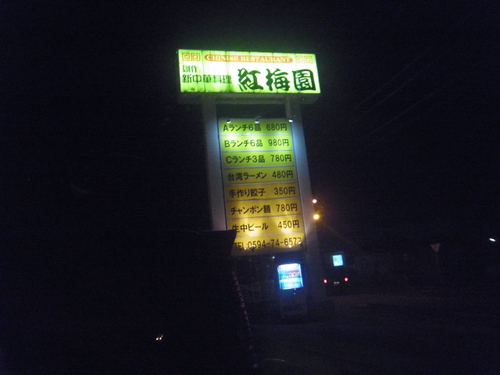 CHINESE RESTAURANT
創作
新中華料理
紅梅園
Aランチ6品 680円
Bランチ6品 980円
Cランチ3品 780円
台湾ラーメン 480円
手作り餃子 350円
チャンポン麺 780円
生中ビール 450円
TEL0594-74-6573